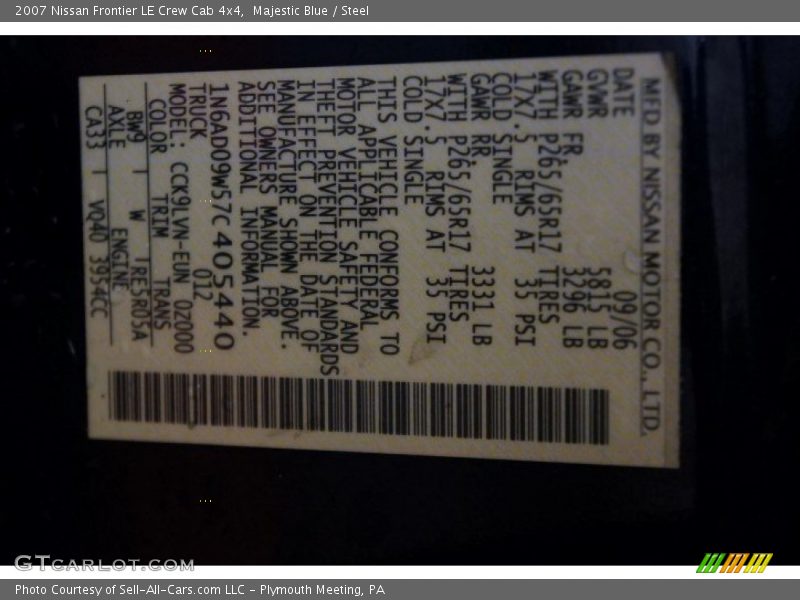 2007 Nissan Frontier LE Crew Cab 4x4,  Majestic Blue / Steel
MFD BY NISSAN MOTOR CO., LTD.
DATE 09/06
GVWR 5815 LB
GAWR FR. 3296 LB
WITH P265/65R17 TIRES
17X7.5 RIMS AT 35 PSI
COLD SINGLE
GAWR RR. 3331 LB
WITH P265/65R17 TIRES
17X7.5 RIMS AT 35 PSI
COLD SINGLE
THIS VEHICLE CONFORMS TO
ALL APPLICABLE FEDERAL
MOTOR VEHICLE SAFETY AND
THEFT PREVENTION STANDARDS
IN EFFECT ON THE DATE OF
MANUFACTURE SHOWN ABOVE.
SEE OWNERS MANUAL FOR
ADDITIONAL INFORMATION.
1N6AD09W57C405440
TRUCK 012
MODEL: CCK9LVN-EUN 0Z000
COLOR TRIM TRANS
BW9 W RE5R05A
AXLE ENGINE
CA33 VQ40 3954CC
GTCARNATION.COM
Photo Courtesy of Sell-All-Cars.com LLC - Plymouth Meeting, PA